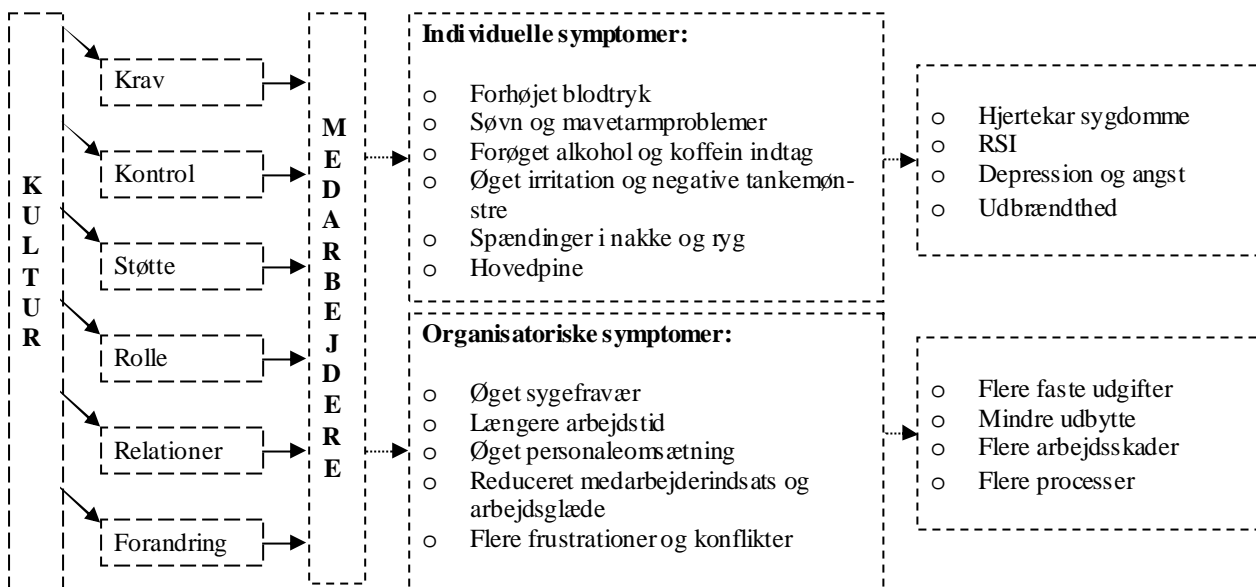 KULTUR
Krav
Kontrol
Støtte
Rolle
Relationer
Forandring
MEDARBEJDERE
Individuelle symptomer:
o Forhøjet blodtryk
o Søvn og mavetarmproblemer
o Forøget alkohol og koffein indtag
o Øget irritation og negative tankemøn-
stre
o Spændinger i nakke og ryg
o Hovedpine
Organisatoriske symptomer:
o Øget sygefravær
o Længere arbejdstid
o Øget personaleomsætning
o Reduceret medarbejderindsats og
arbejdsglæde
o Flere frustrationer og konflikter
o Hjertekar sygdomme
o RSI
o Depression og angst
o Udbrændthed
o Flere faste udgifter
o Mindre udbytte
o Flere arbejdsskader
o Flere processer